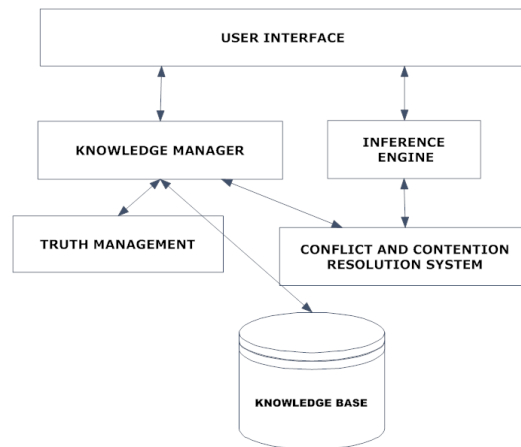 USER INTERFACE
KNOWLEDGE MANAGER
INFERENCE
ENGINE
TRUTH MANAGEMENT
CONFLICT AND CONTENTION
RESOLUTION SYSTEM
KNOWLEDGE BASE